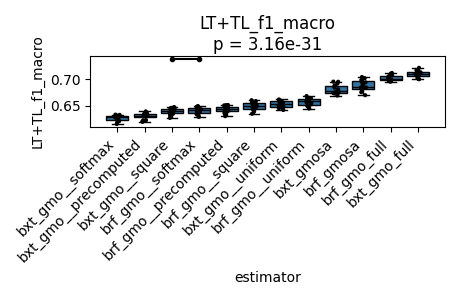 LT+TL_f1_macro
p = 3.16e-31
LT+TL_f1_macro
0.70
0.65
bxt_gmo__softmax
bxt_gmo__precomputed
bxt_gmo__square
brf_gmo__softmax
brf_gmo__precomputed
brf_gmo__square
bxt_gmo__uniform
brf_gmo__uniform
bxt_gmosa
brf_gmosa
brf_gmo_full
bxt_gmo_full
estimator